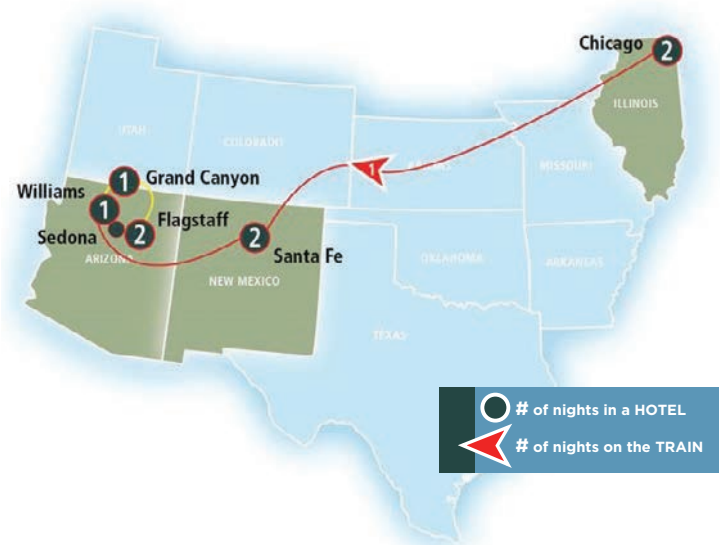 Chicago
2
ILLINOIS
UTAH
COLORADO
KANSAS
1
MISSOURI
1
Grand Canyon
Williams
1
Flagstaff
Sedona
2
2
Santa Fe
ARIZONA
NEW MEXICO
OKLAHOMA
ARKANSAS
TEXAS
# of nights in a HOTEL
# of nights on the TRAIN